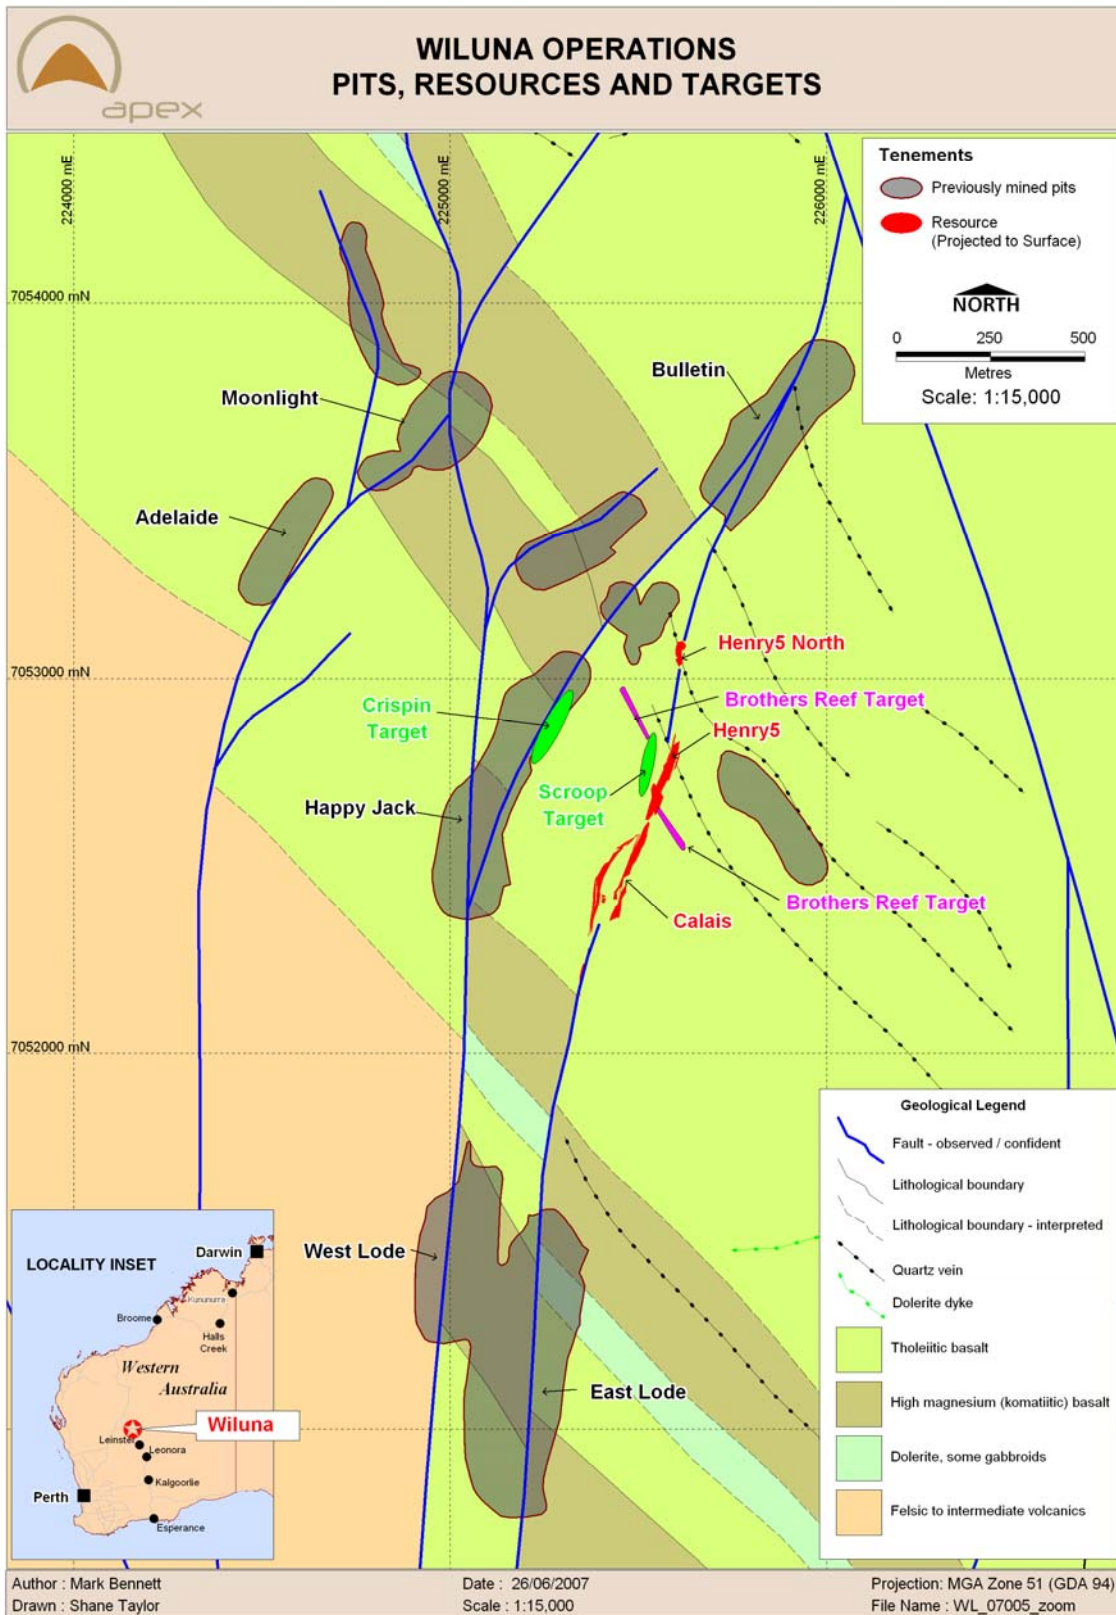 apex
WILUNA OPERATIONS
PITS, RESOURCES AND TARGETS
224000 mE
225000 mE
226000 mE
Tenements
Previously mined pits
Resource
(Projected to Surface)
NORTH
0 250 500
Metres
Scale: 1:15,000
7054000 mN
Bulletin
Moonlight
Adelaide
Henry5 North
7053000 mN
Brothers Reef Target
Crispin
Target
Henry5
Scroop
Target
Happy Jack
Brothers Reef Target
Calais
7052000 mN
Geological Legend
Fault - observed / confident
Lithological boundary
Lithological boundary - interpreted
Quartz vein
Dolerite dyke
Tholeiitic basalt
High magnesium (komatiitic) basalt
Dolerite, some gabbroids
Felsic to intermediate volcanics
West Lode
East Lode
LOCALITY INSET
Darwin
Kununurra
Broome
Halls
Creek
Western
Australia
Wiluna
Leinster
Leonora
Kalgoorlie
Perth
Esperance
Author : Mark Bennett
Date : 26/06/2007
Projection: MGA Zone 51 (GDA 94)
Drawn : Shane Taylor
Scale : 1:15,000
File Name : WL_07005_zoom